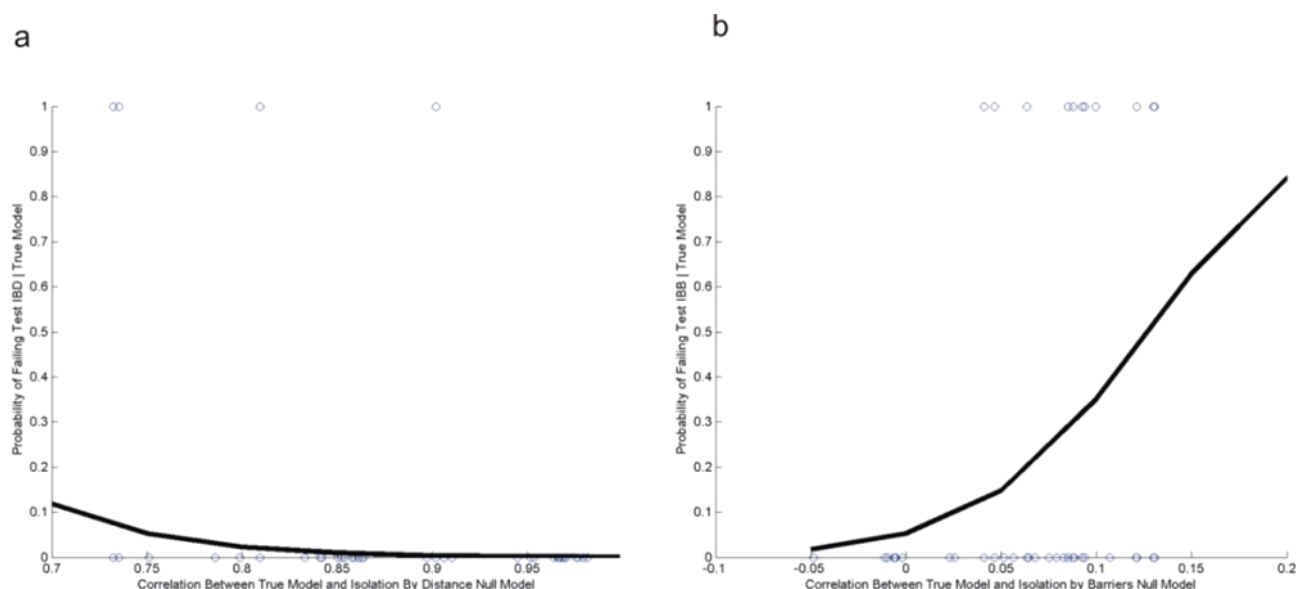 a
1
0.9
0.8
0.7
0.6
0.5
0.4
0.3
0.2
0.1
0
Probability of Failing Test IBD | True Model
0.7 0.75 0.8 0.85 0.9 0.95
Correlation Between True Model and Isolation By Distance Null Model
b
1
0.9
0.8
0.7
0.6
0.5
0.4
0.3
0.2
0.1
0
Probability of Failing Test IBB | True Model
-0.1 -0.05 0 0.05 0.1 0.15 0.2
Correlation Between True Model and Isolation by Barriers Null Model